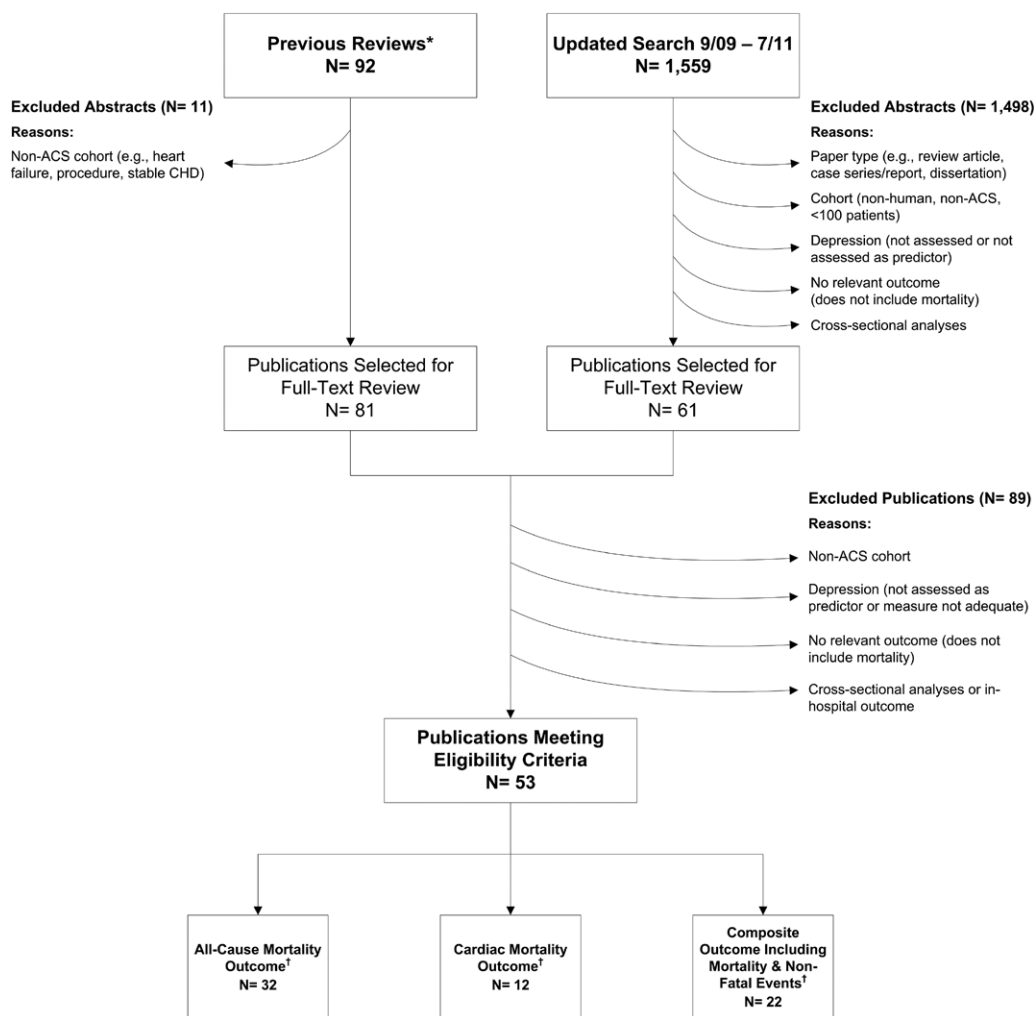 Previous Reviews*
N= 92
Updated Search 9/09 – 7/11
N= 1,559
Excluded Abstracts (N= 11)
Reasons:
Non-ACS cohort (e.g., heart
failure, procedure, stable CHD)
Excluded Abstracts (N= 1,498)
Reasons:
Paper type (e.g., review article,
case series/report, dissertation)
Cohort (non-human, non-ACS,
<100 patients)
Depression (not assessed or not
assessed as predictor)
No relevant outcome
(does not include mortality)
Cross-sectional analyses
Publications Selected for
Full-Text Review
N= 81
Publications Selected for
Full-Text Review
N= 61
Excluded Publications (N= 89)
Reasons:
Non-ACS cohort
Depression (not assessed as
predictor or measure not adequate)
No relevant outcome (does not
include mortality)
Cross-sectional analyses or in-
hospital outcome
Publications Meeting
Eligibility Criteria
N= 53
All-Cause Mortality
Outcome†
N= 32
Cardiac Mortality
Outcome†
N= 12
Composite
Outcome Including
Mortality & Non-
Fatal Events†
N= 22